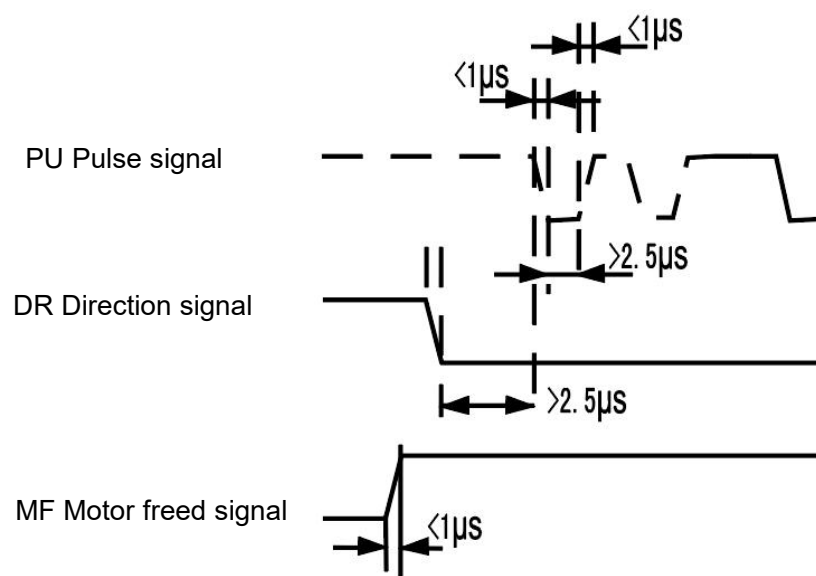 <1μs
<1μs
PU Pulse signal
>2.5μs
DR Direction signal
>2.5μs
MF Motor freed signal
<1μs